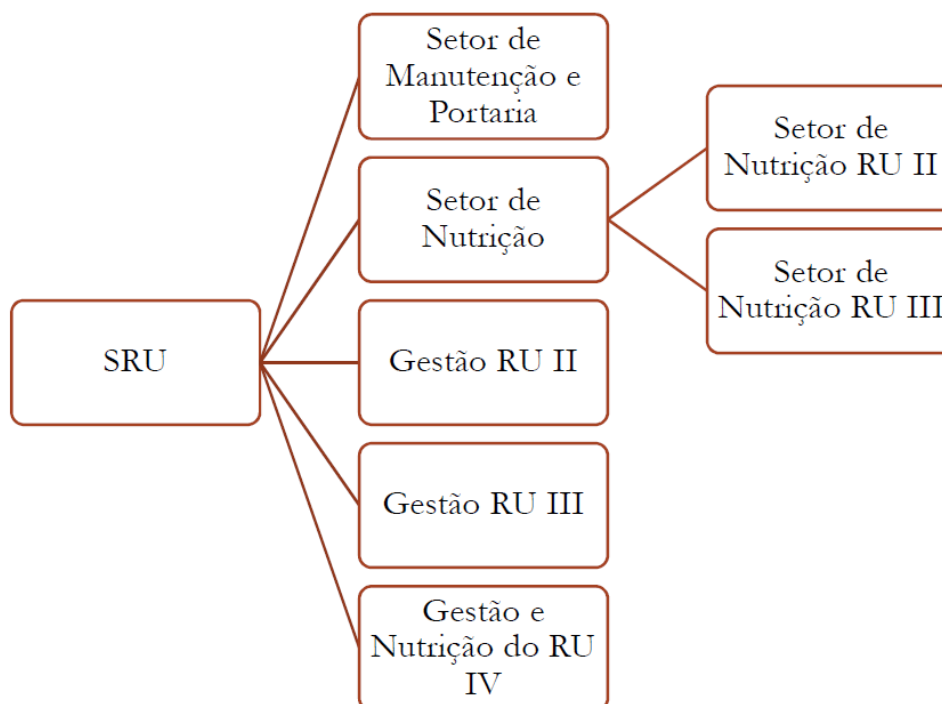 SRU
Setor de
Manutenção e
Portaria
Setor de
Nutrição
Setor de
Nutrição RU II
Setor de
Nutrição RU III
Gestão RU II
Gestão RU III
Gestão e
Nutrição do RU
IV